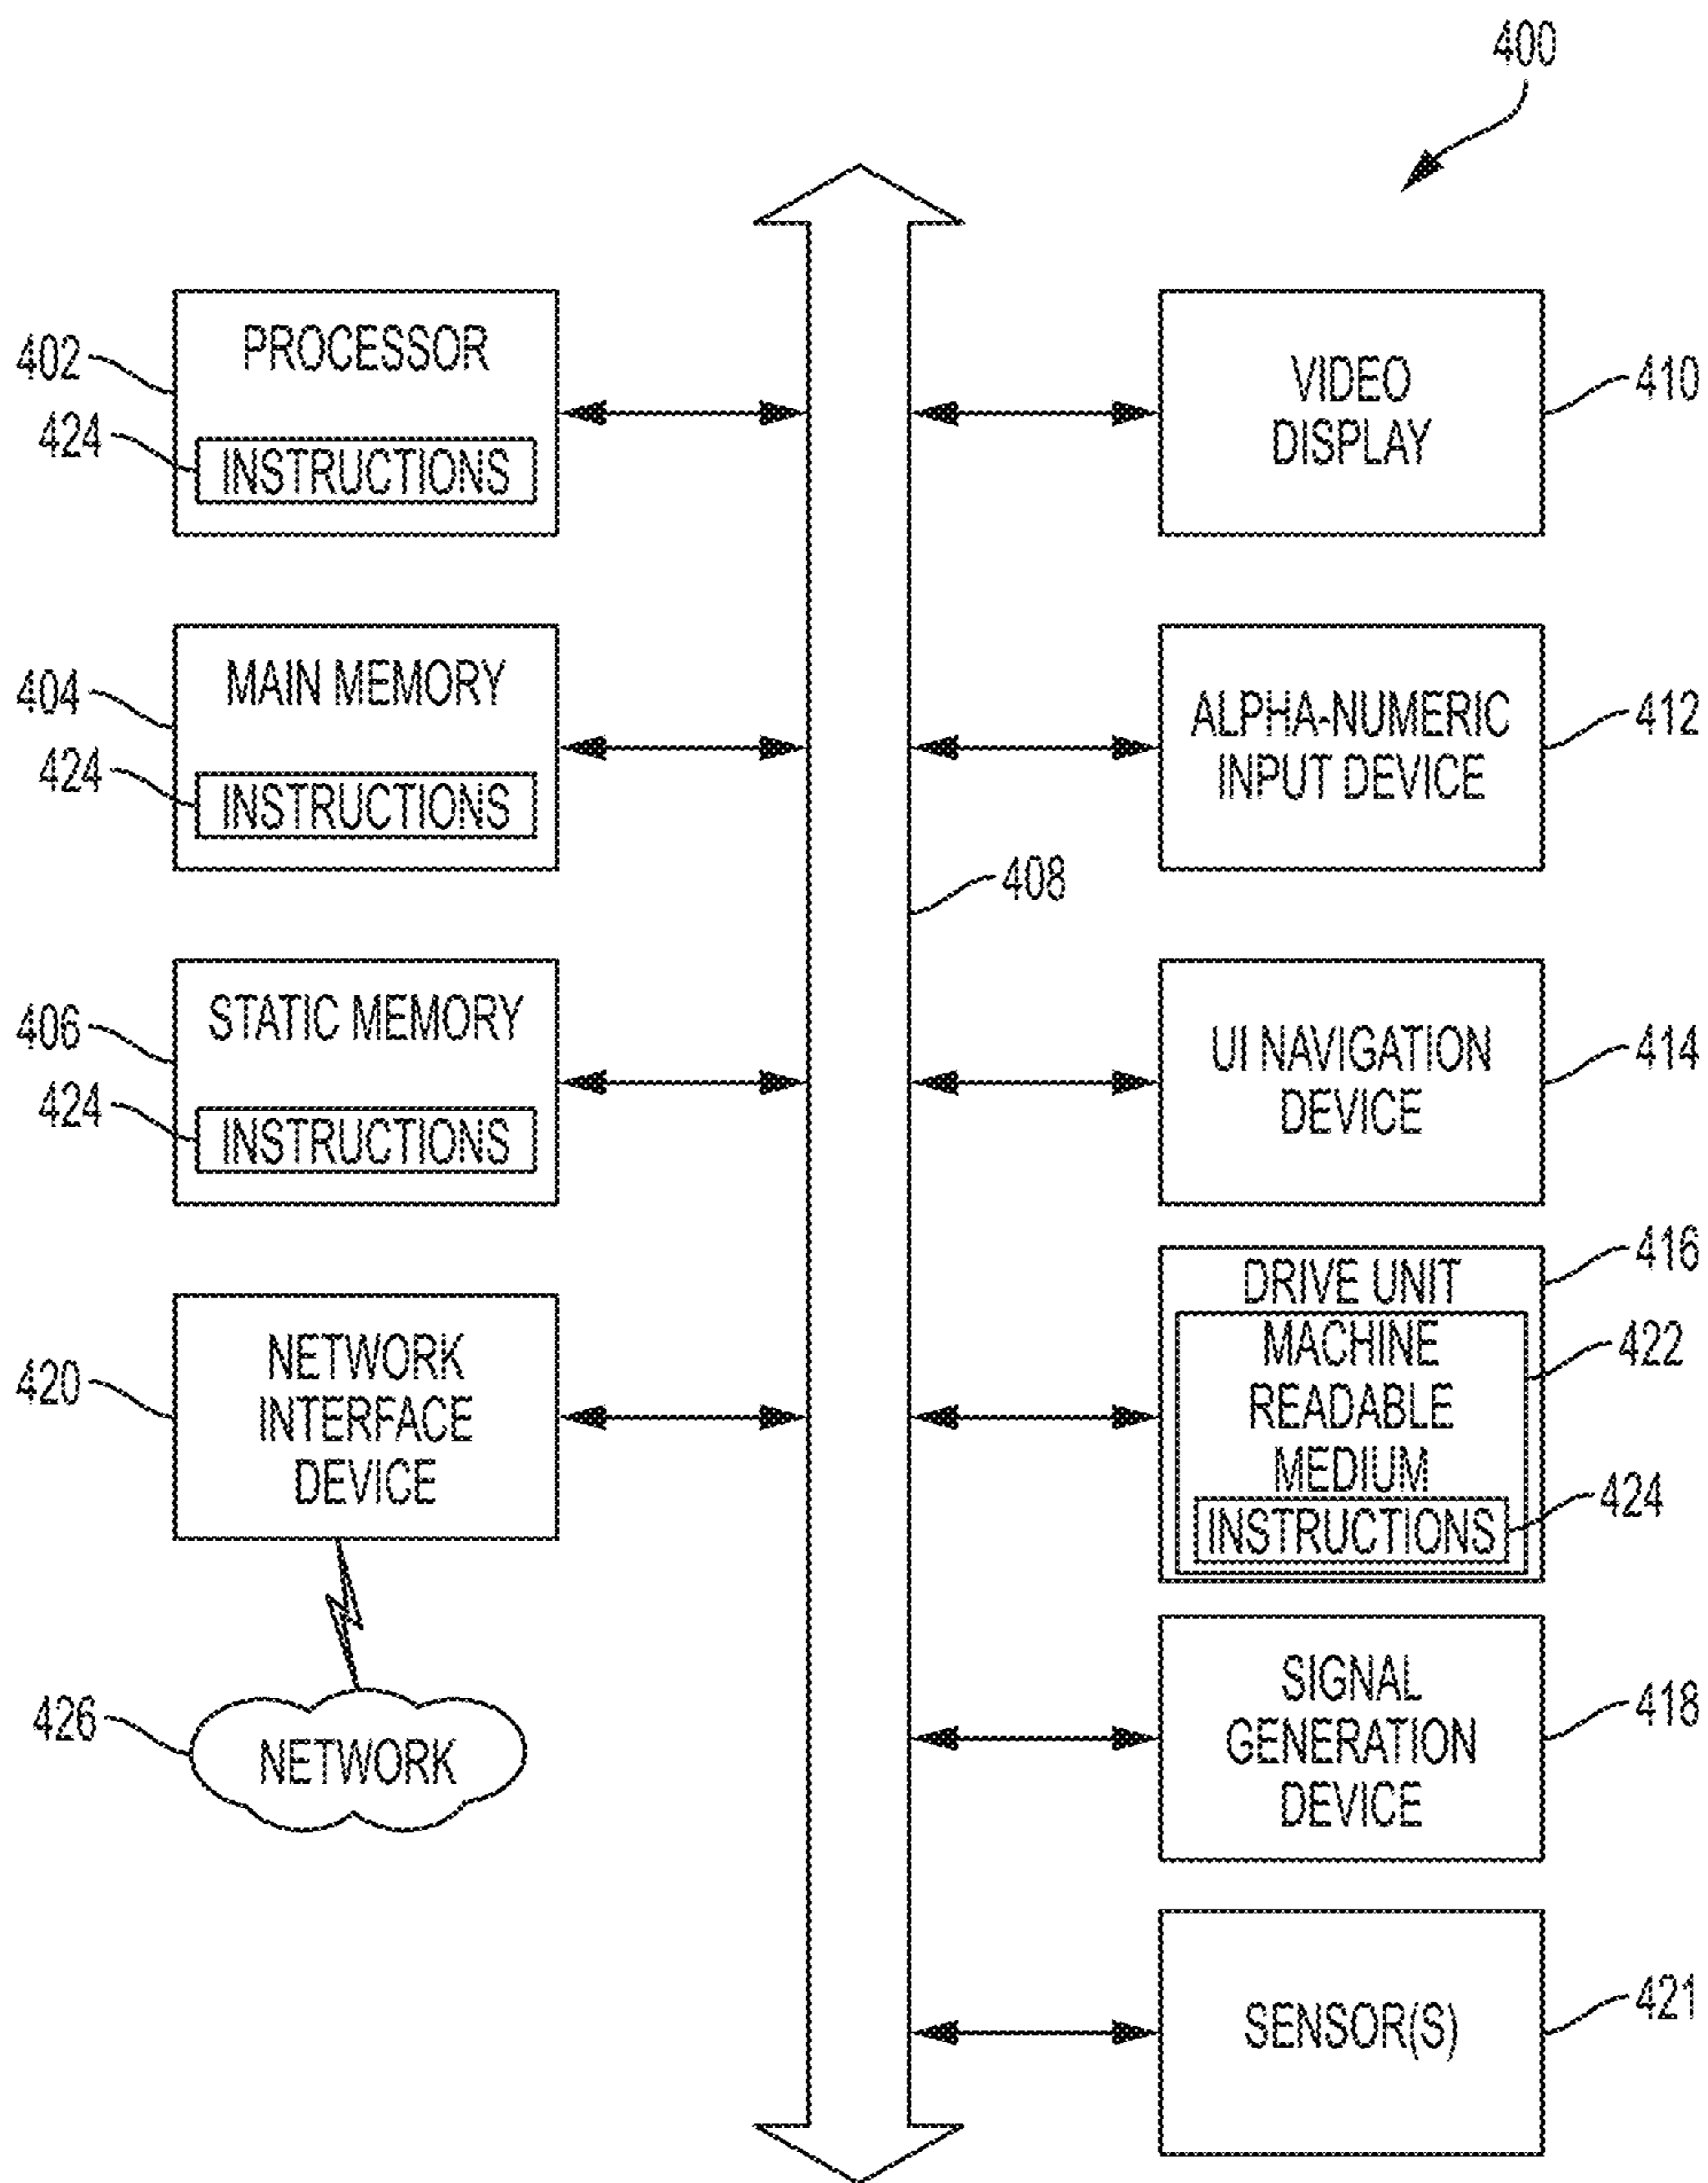 400
402
PROCESSOR
424
INSTRUCTIONS
404
MAIN MEMORY
424
INSTRUCTIONS
406
STATIC MEMORY
424
INSTRUCTIONS
420
NETWORK
INTERFACE
DEVICE
426
NETWORK
408
VIDEO
DISPLAY
410
ALPHA-NUMERIC
INPUT DEVICE
412
UI NAVIGATION
DEVICE
414
DRIVE UNIT
416
MACHINE
READABLE
MEDIUM
422
INSTRUCTIONS
424
SIGNAL
GENERATION
DEVICE
418
SENSOR(S)
421